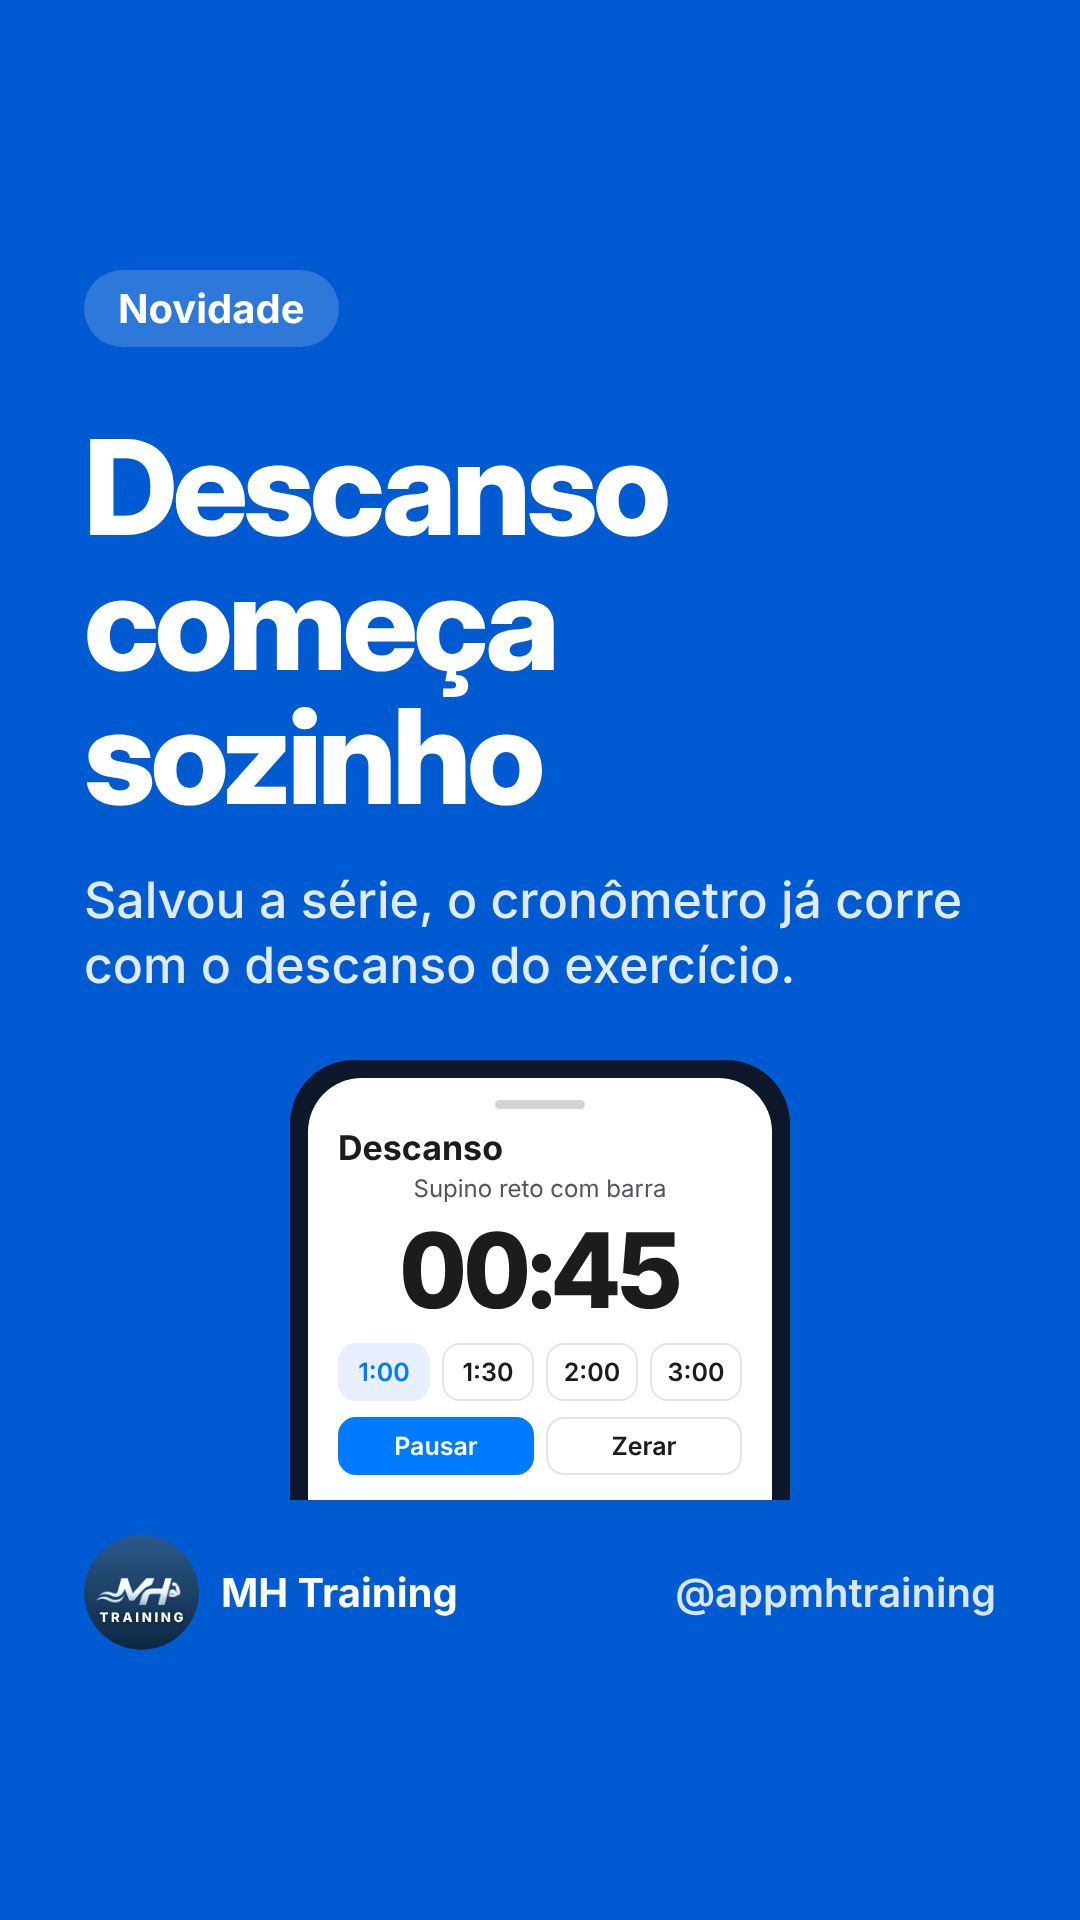 Novidade
Descanso
começa
sozinho
Salvou a série, o cronômetro já corre
com o descanso do exercício.
Descanso
Supino reto com barra
00:45
1:00 1:30 2:00 3:00
Pausar Zerar
MH
TRAINING
MH Training
@appmhtraining